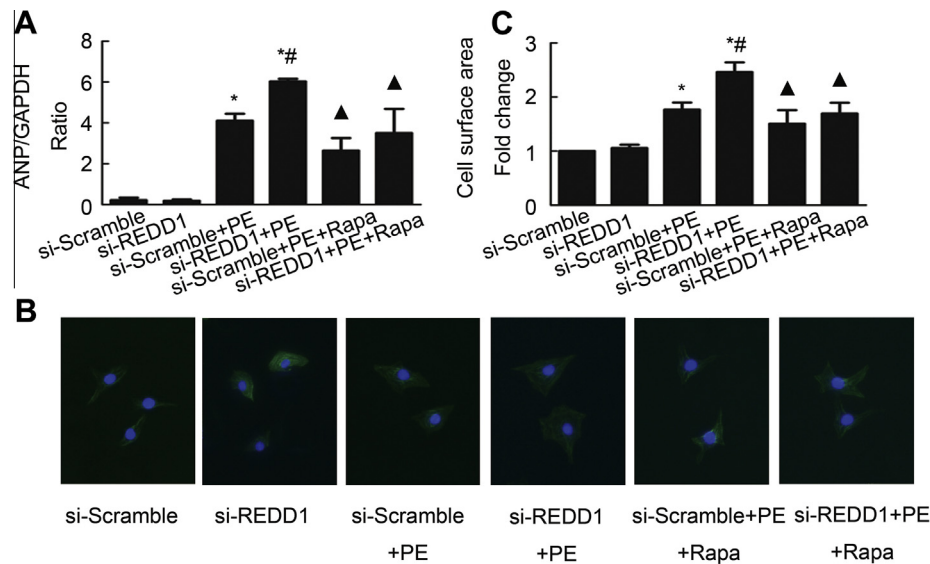 A
ANP/GAPDH
Ratio
8
6
4
2
0
*
*#
▲
▲
si-Scramble
si-REDD1
si-Scramble+PE
si-REDD1+PE
si-Scramble+PE+Rapa
si-REDD1+PE+Rapa
C
Cell surface area
Fold change
3
2
1
0
*
*#
▲
▲
si-Scramble
si-REDD1
si-Scramble+PE
si-REDD1+PE
si-Scramble+PE+Rapa
si-REDD1+PE+Rapa
B
si-Scramble
si-REDD1
si-Scramble
+PE
si-REDD1
+PE
si-Scramble+PE
+Rapa
si-REDD1+PE
+Rapa